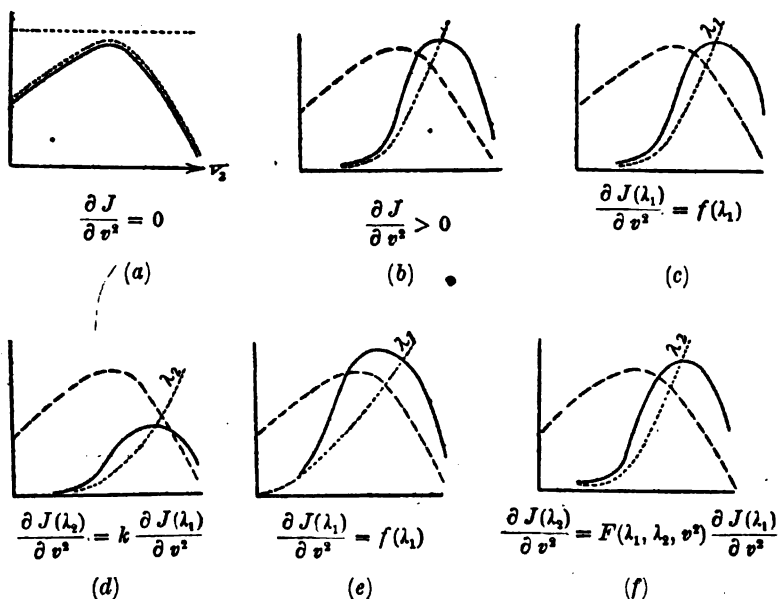 v₂
∂J/∂v² = 0
(a)
∂J/∂v² > 0
(b)
λ₁
∂J(λ₁)/∂v² = f(λ₁)
(c)
λ₂
∂J(λ₂)/∂v² = k ∂J(λ₁)/∂v²
(d)
λ₁
∂J(λ₁)/∂v² = f(λ₁)
(e)
λ₂
∂J(λ₂)/∂v² = F(λ₁, λ₂, v²) ∂J(λ₁)/∂v²
(f)